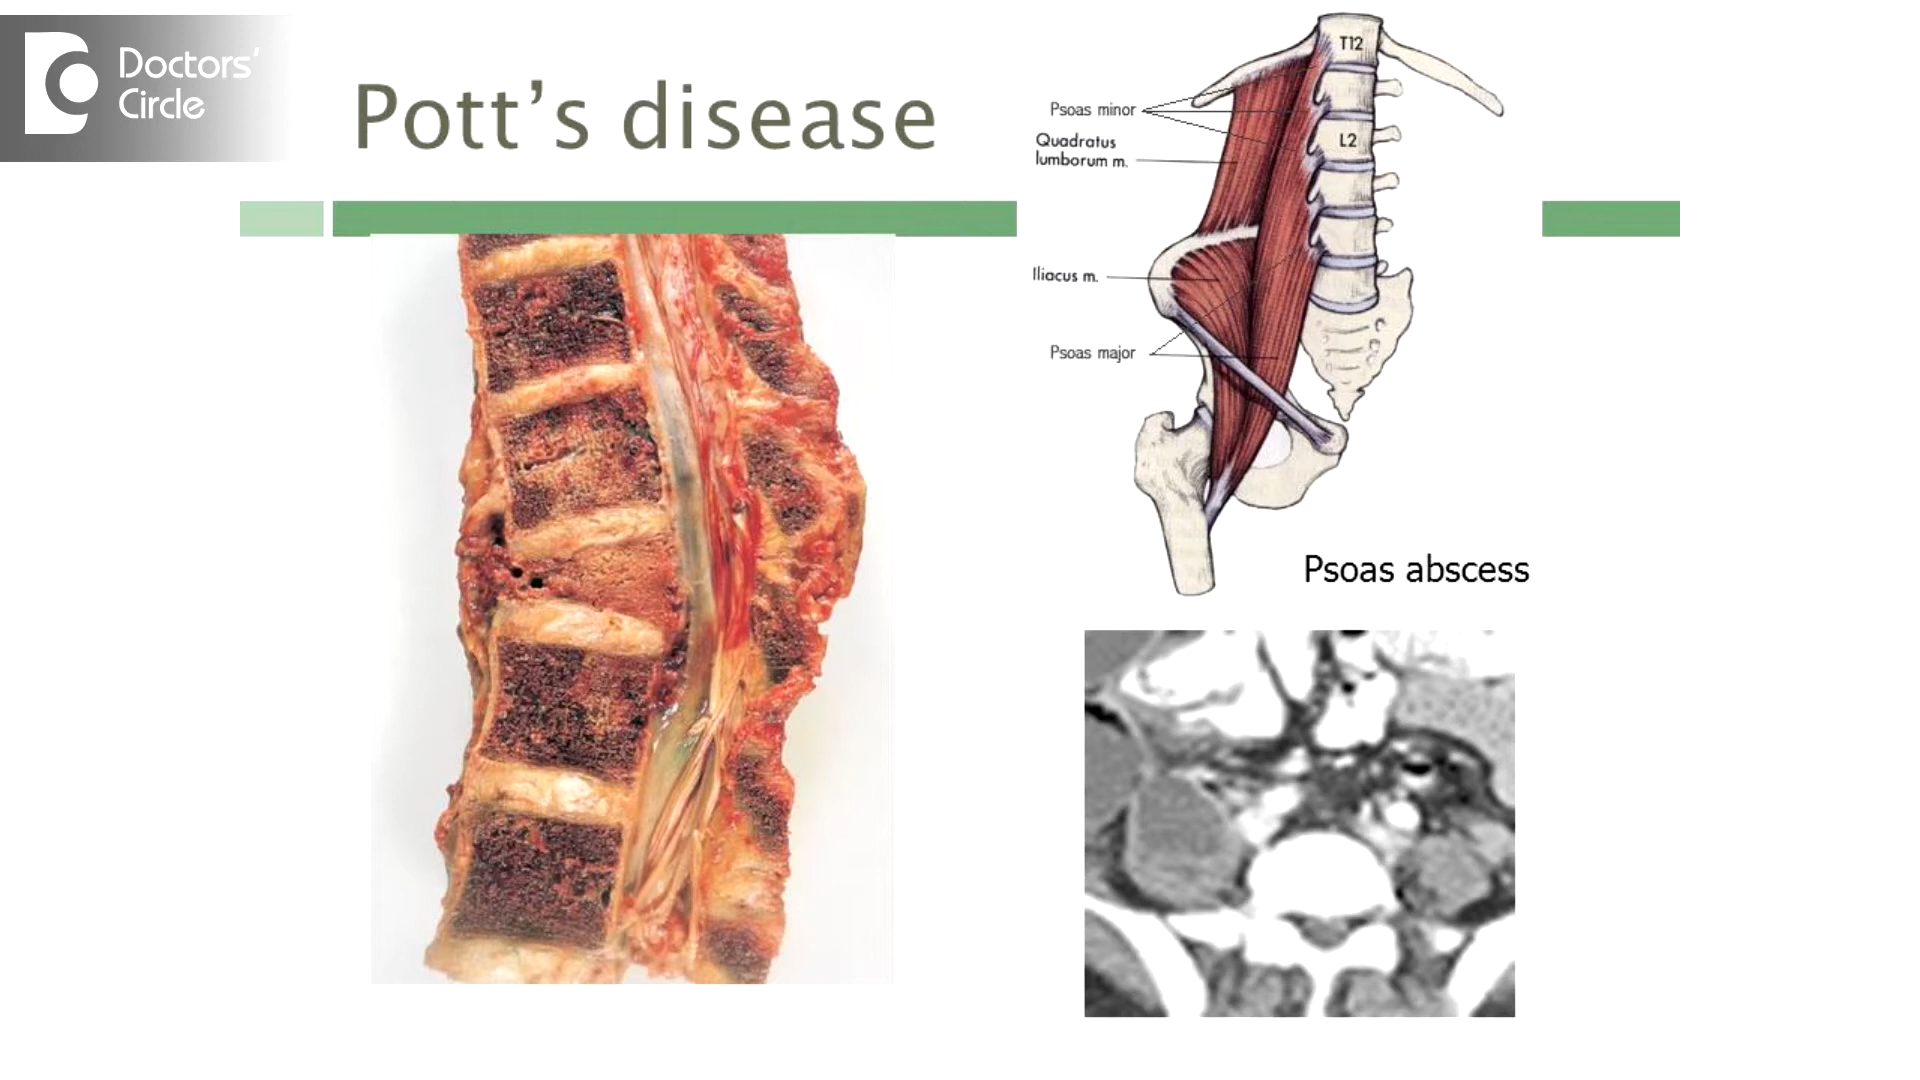 Doctors'
Circle
Pott's disease
T12
Psoas minor
Quadratus
lumborum m.
L2
Iliacus m.
Psoas major
Psoas abscess